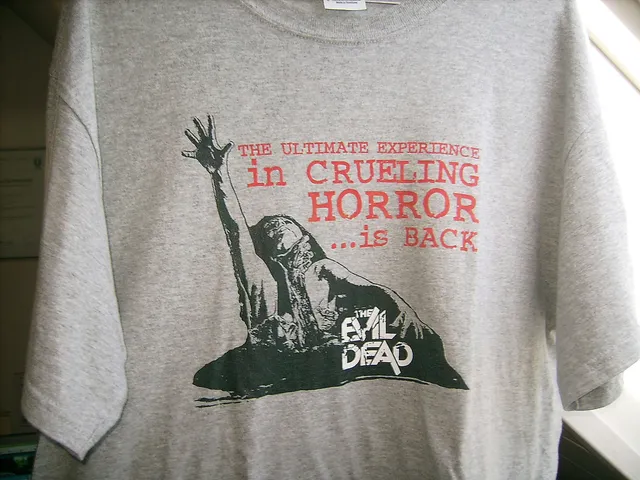 THE ULTIMATE EXPERIENCE
in CRUELING
HORROR
...is BACK
THE
EVIL
DEAD